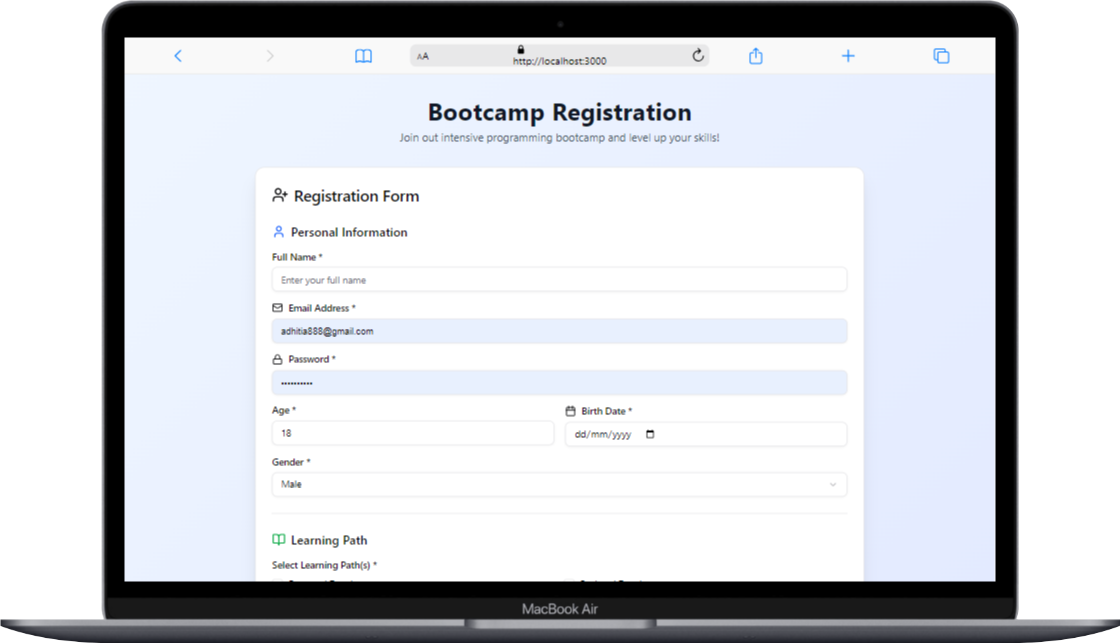 AA
http://localhost:3000
Bootcamp Registration
Join out intensive programming bootcamp and level up your skills!
Registration Form
Personal Information
Full Name *
Enter your full name
Email Address *
adhitia888@gmail.com
Password *
••••••••••
Age *
Birth Date *
18
dd/mm/yyyy
Gender *
Male
Learning Path
Select Learning Path(s) *
MacBook Air